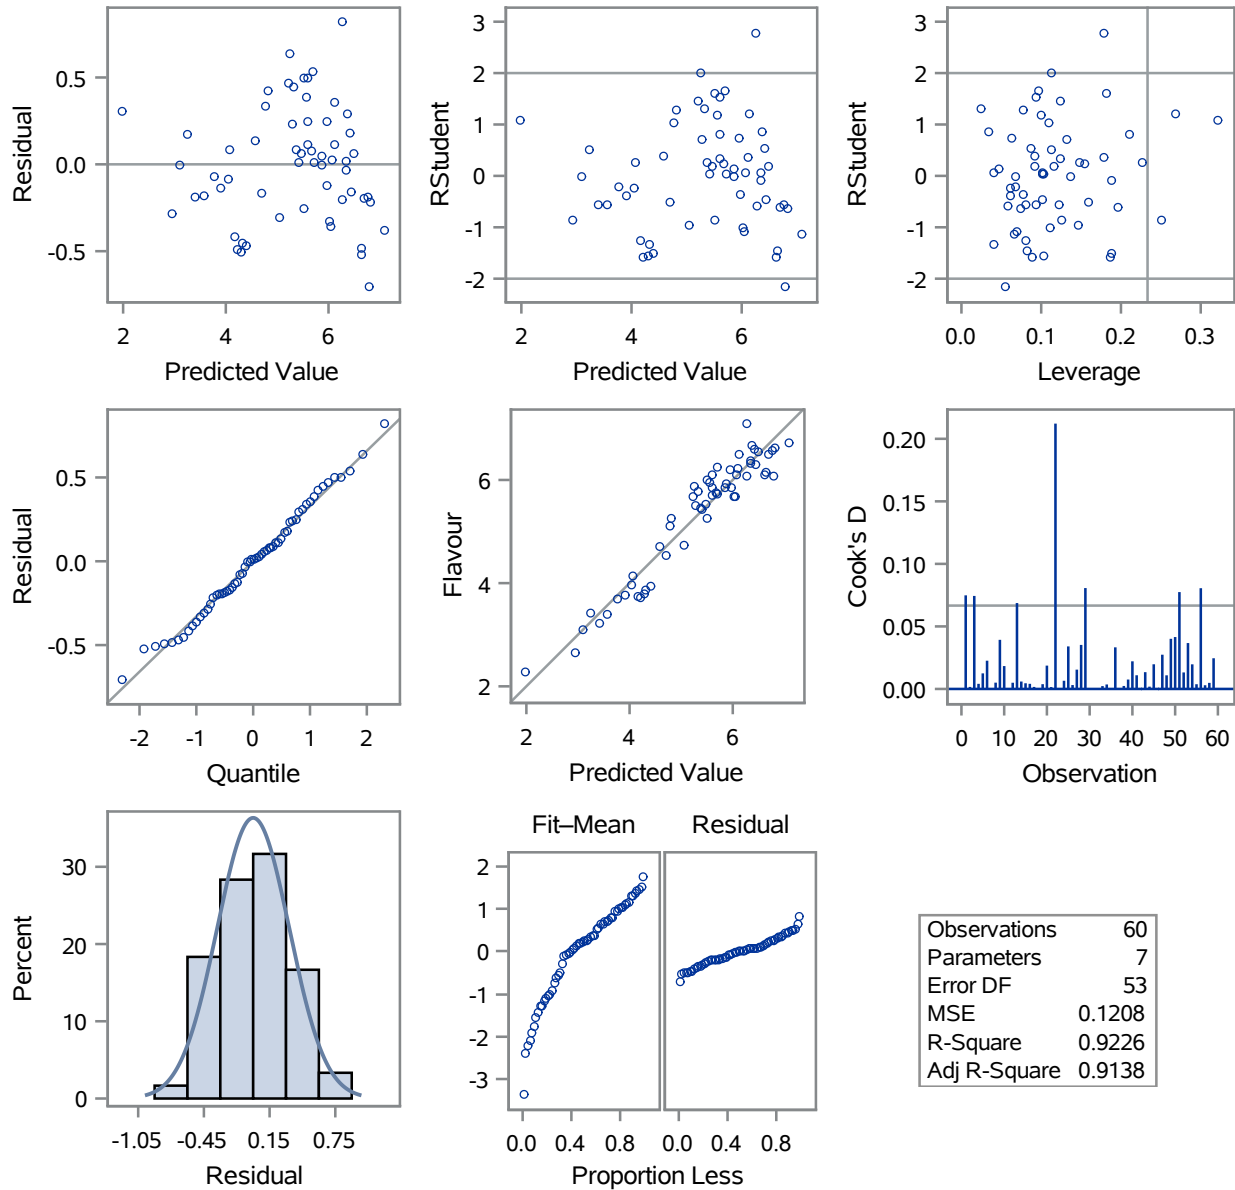 Residual
0.5
0.0
-0.5
2 4 6
Predicted Value
RStudent
3
2
1
0
-1
-2
2 4 6
Predicted Value
RStudent
3
2
1
0
-1
-2
0.0 0.1 0.2 0.3
Leverage
Residual
0.5
0.0
-0.5
-2 -1 0 1 2
Quantile
Flavour
6
4
2
2 4 6
Predicted Value
Cook's D
0.20
0.15
0.10
0.05
0.00
0 10 20 30 40 50 60
Observation
Percent
30
20
10
0
-1.05 -0.45 0.15 0.75
Residual
Fit–Mean Residual
2
1
0
-1
-2
-3
0.0 0.4 0.8 0.0 0.4 0.8
Proportion Less
Observations 60
Parameters 7
Error DF 53
MSE 0.1208
R-Square 0.9226
Adj R-Square 0.9138